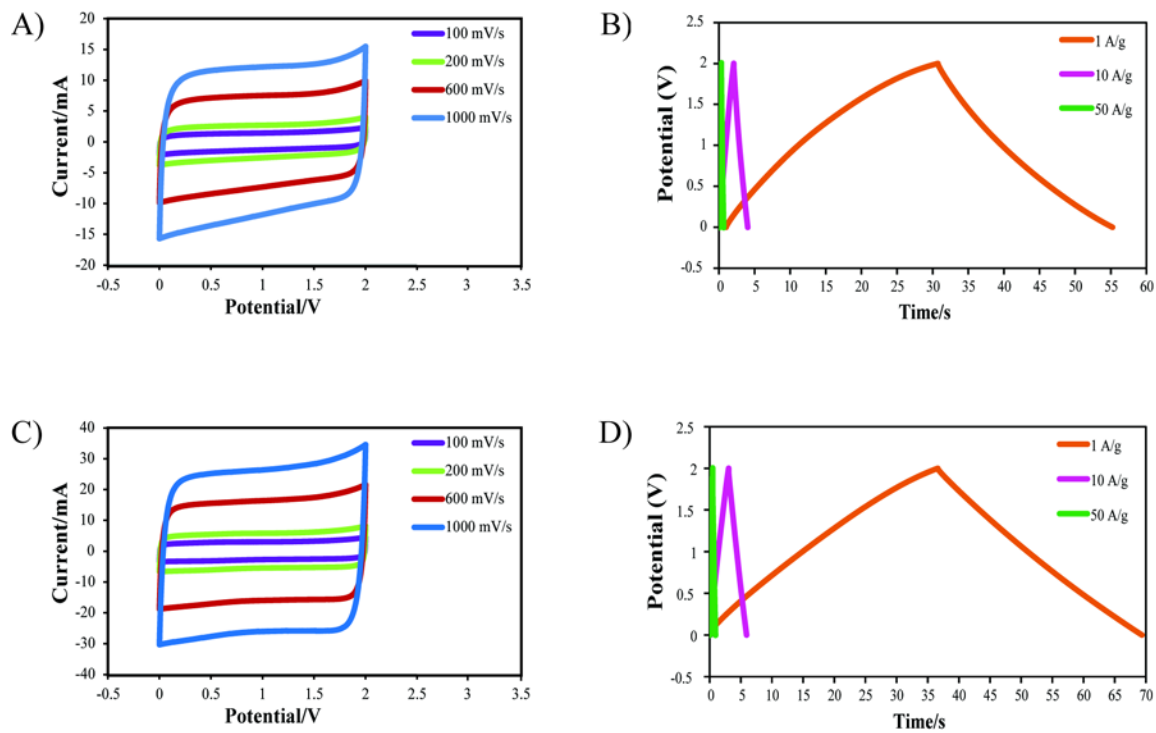 A)
20
15
10
5
0
-5
-10
-15
-20
Current/mA
-0.5 0 0.5 1 1.5 2 2.5 3 3.5
Potential/V
100 mV/s
200 mV/s
600 mV/s
1000 mV/s
B)
2.5
2
1.5
1
0.5
0
-0.5
Potential (V)
0 5 10 15 20 25 30 35 40 45 50 55 60
Time/s
1 A/g
10 A/g
50 A/g
C)
40
30
20
10
0
-10
-20
-30
-40
Current/mA
-0.5 0 0.5 1 1.5 2 2.5 3 3.5
Potential/V
100 mV/s
200 mV/s
600 mV/s
1000 mV/s
D)
2.5
2
1.5
1
0.5
0
-0.5
Potential (V)
0 5 10 15 20 25 30 35 40 45 50 55 60 65 70
Time/s
1 A/g
10 A/g
50 A/g